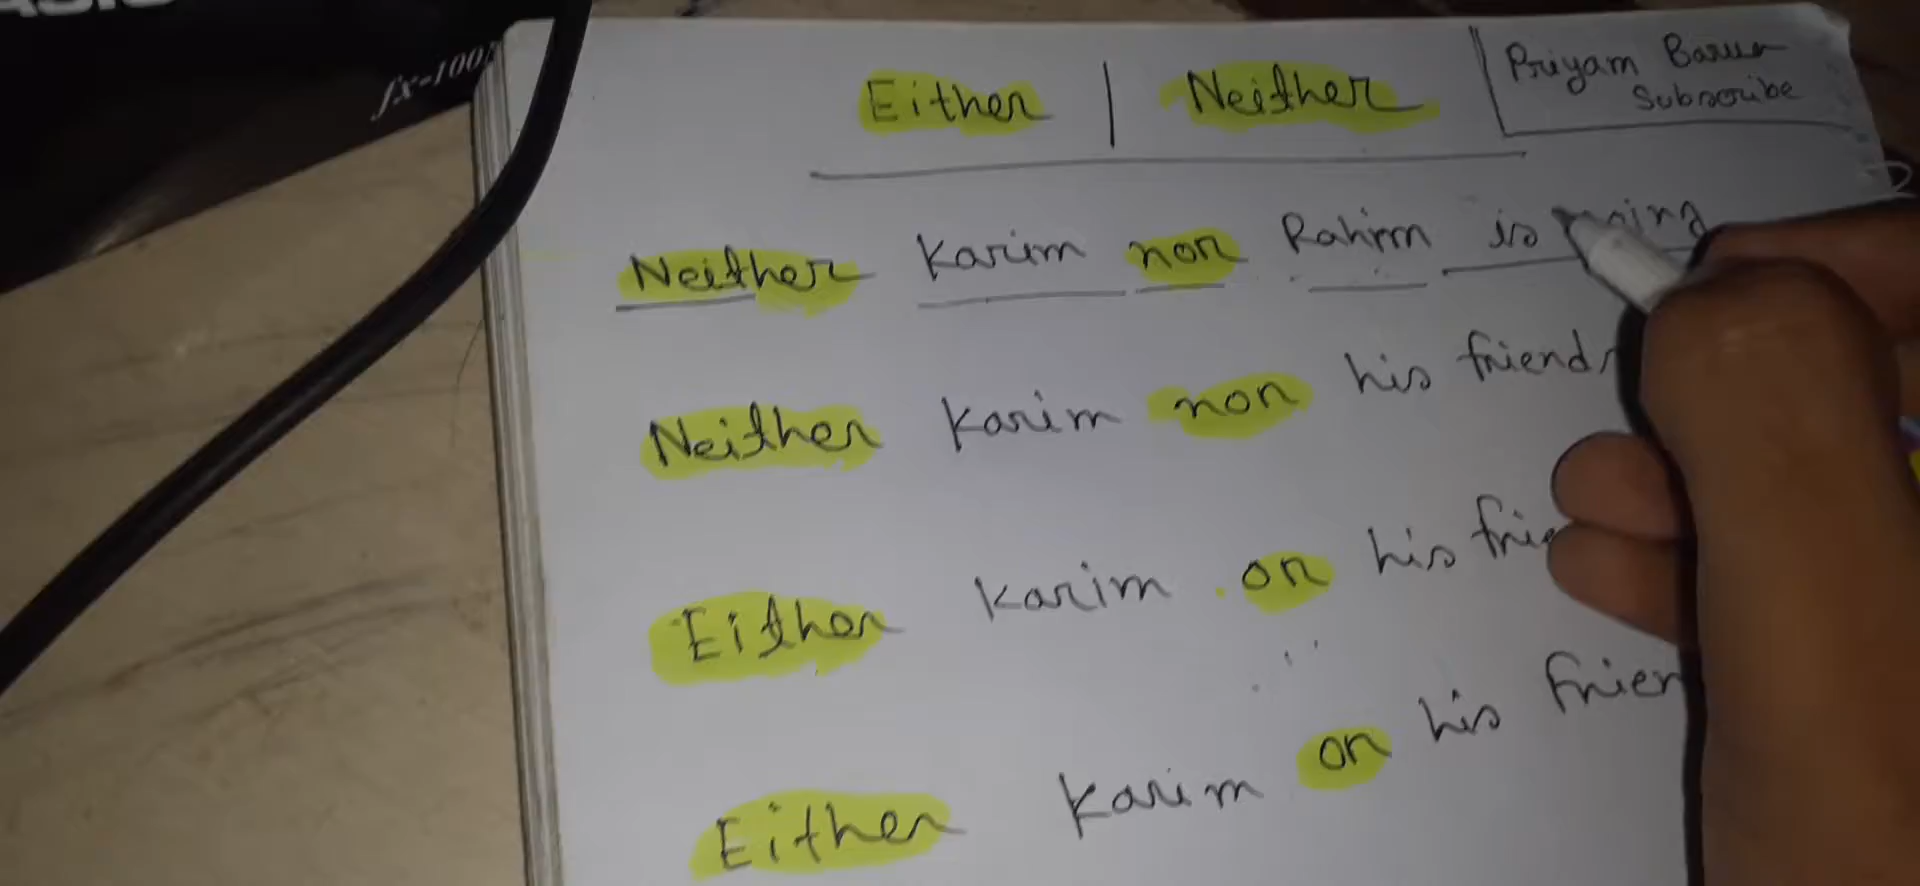 fx-100
Either | Neither
Priyam Barua
Subscribe
Neither Karim nor Rahim is
Neither Karim nor his friends
Either Karim or his
Either Karim or his